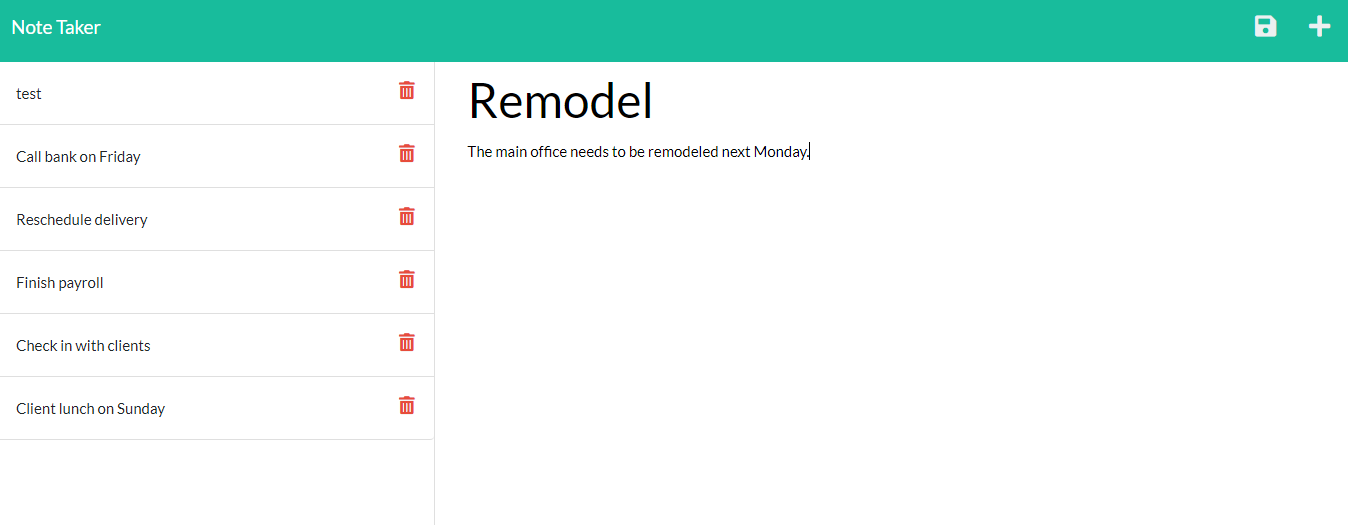 Note Taker
test
Call bank on Friday
Reschedule delivery
Finish payroll
Check in with clients
Client lunch on Sunday
Remodel
The main office needs to be remodeled next Monday.